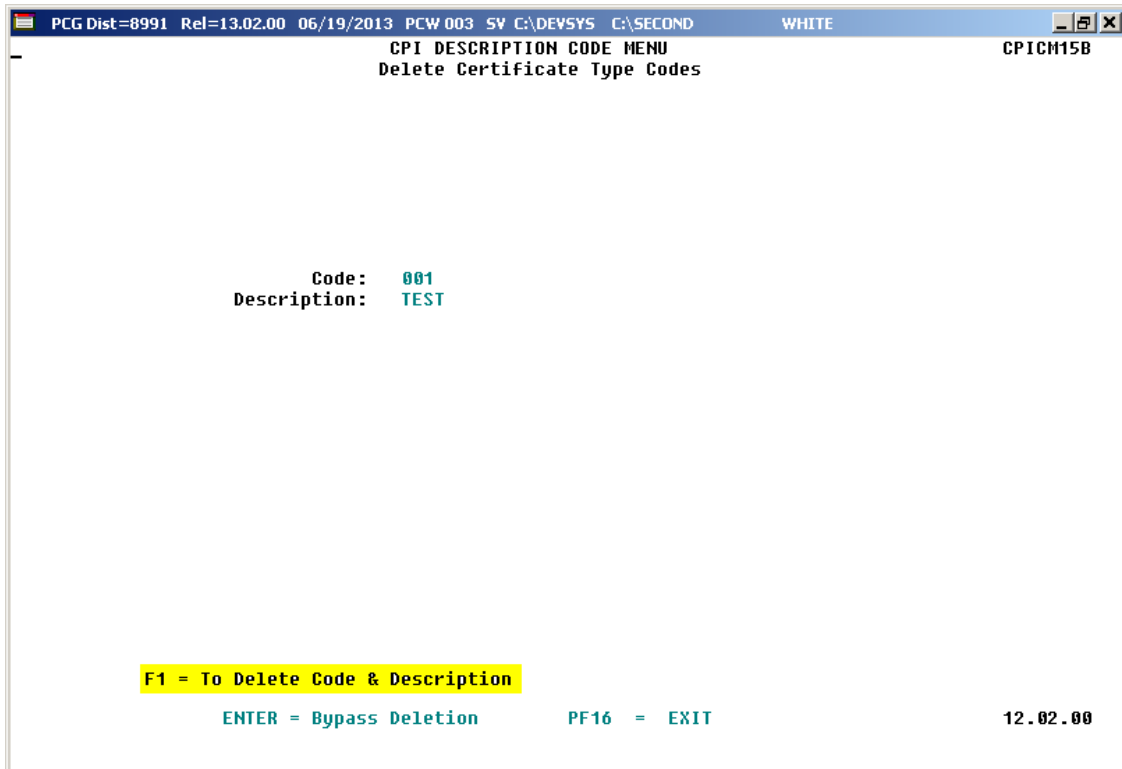 PCG Dist=8991 Rel=13.02.00 06/19/2013 PCW 003 SV C:\DEVSYS C:\SECOND WHITE
CPI DESCRIPTION CODE MENU CPICM15B
Delete Certificate Type Codes
Code: 001
Description: TEST
F1 = To Delete Code & Description
ENTER = Bypass Deletion PF16 = EXIT 12.02.00